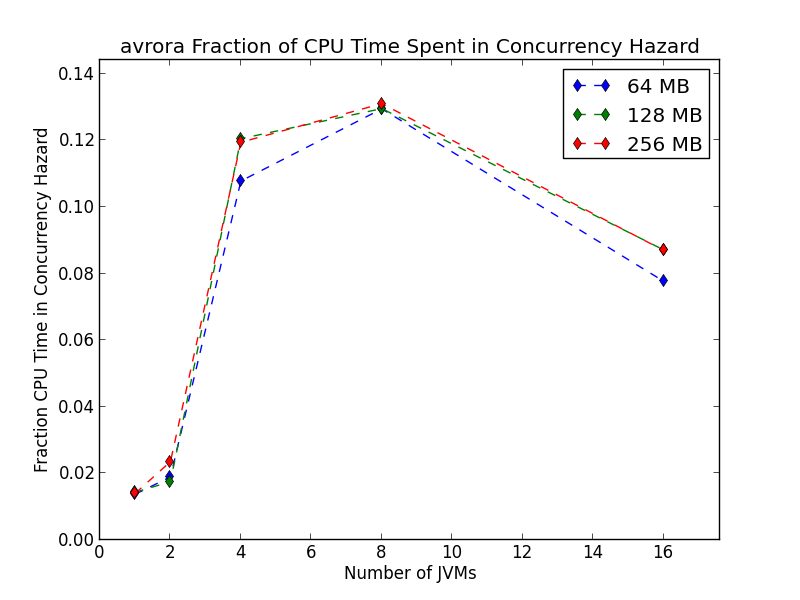 avrora Fraction of CPU Time Spent in Concurrency Hazard
64 MB
128 MB
256 MB
Fraction CPU Time in Concurrency Hazard
0.14
0.12
0.10
0.08
0.06
0.04
0.02
0.00
0 2 4 6 8 10 12 14 16
Number of JVMs